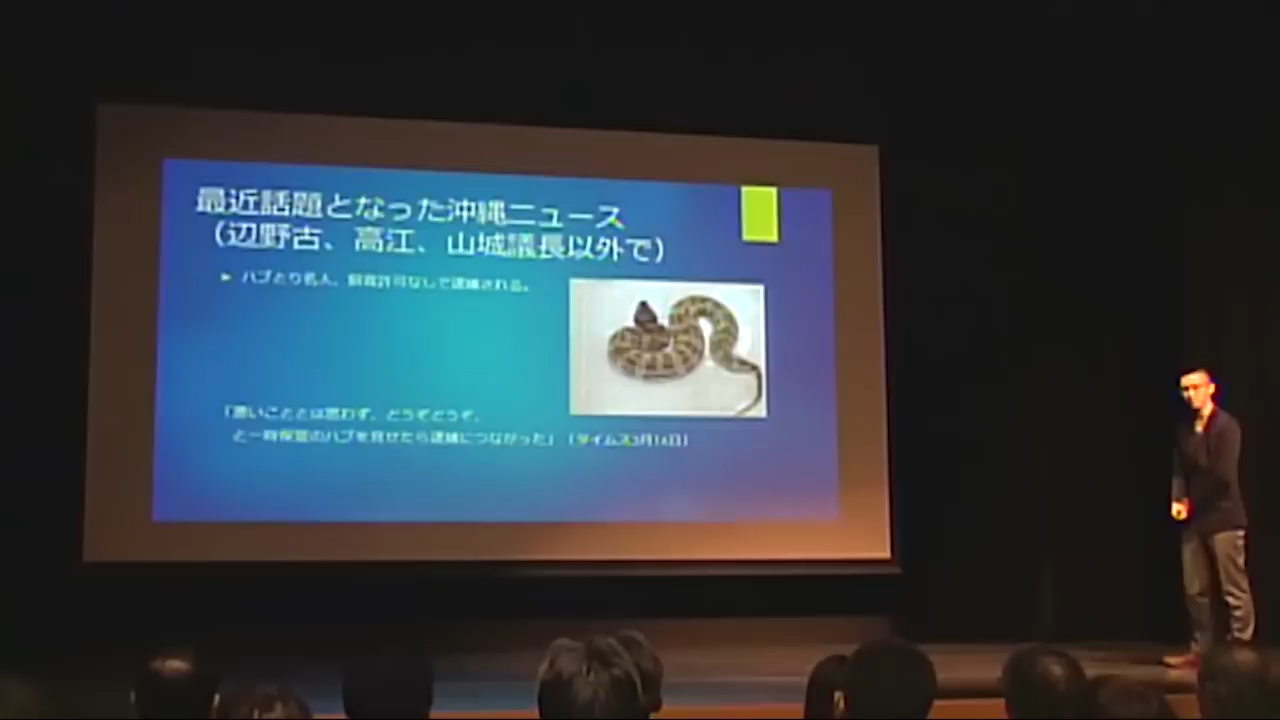 最近話題となった沖縄ニュース
（辺野古、高江、山城議長以外で）
ハブとり名人、飼育許可なしで逮捕される。
「悪いこととは思わず、どうぞどうぞ、
と一時保管のハブを見せたら逮捕につながった」（タイムス3月16日）